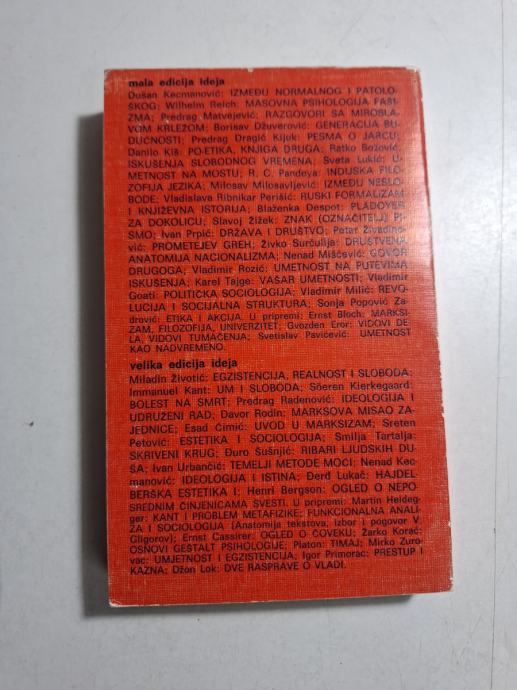 mala edicija ideja
Dušan Kecmanović: IZMEĐU NORMALNOG I PATOLO-
ŠKOG; Wilhelm Reich: MASOVNA PSIHOLOGIJA FAŠI-
ZMA; Predrag Matvejević: RAZGOVORI SA MIROSLA-
VOM KRLEŽOM; Borisav Džuverović: GENERACIJA BU-
DUĆNOSTI; Predrag Dragić Kijuk: PESMA O JARCU;
Danilo Kiš: PO-ETIKA, KNJIGA DRUGA; Ratko Božović:
ISKUŠENJA SLOBODNOG VREMENA; Sveta Lukić: U-
METNOST NA MOSTU; R. C. Pandeya: INDIJSKA FILO-
ZOFIJA JEZIKA; Milosav Milosavljević: IZMEĐU NESLO-
BODE; Vladislava Ribnikar Perišić: RUSKI FORMALIZAM
I KNJIŽEVNA ISTORIJA; Blaženka Despot: PLADOYER
ZA DOKOLICU; Slavoj Žižek: ZNAK (OZNAČITELJ) PI-
SMO; Ivan Prpić: DRŽAVA I DRUŠTVO; Petar Živadino-
vić: PROMETEJEV GREH; Živko Surčulija: DRUŠTVENA
ANATOMIJA NACIONALIZMA; Nenad Miščević: GOVOR
DRUGOGA; Vladimir Rozić: UMETNOST NA PUTEVIMA
ISKUŠENJA; Karel Tajge: VAŠAR UMETNOSTI; Vladimir
Goati: POLITIČKA SOCIOLOGIJA; Vladimir Milić: REVO-
LUCIJA I SOCIJALNA STRUKTURA; Sonja Popović Za-
drović: ETIKA I AKCIJA. U pripremi: Ernst Bloch: MARKSI-
ZAM, FILOZOFIJA, UNIVERZITET; Gvozden Eror: VIDOVI DE-
LA, VIDOVI TUMAČENJA; Svetislav Pavićević: UMETNOST
KAO NADVREMENO.
velika edicija ideja
Miladin Životić: EGZISTENCIJA, REALNOST I SLOBODA;
Immanuel Kant: UM I SLOBODA; Söeren Kierkegaard:
BOLEST NA SMRT; Predrag Radenović: IDEOLOGIJA I
UDRUŽENI RAD; Davor Rodin: MARKSOVA MISAO ZA-
JEDNICE; Esad Ćimić: UVOD U MARKSIZAM; Sreten
Petović: ESTETIKA I SOCIOLOGIJA; Smilja Tartalja:
SKRIVENI KRUG; Đuro Šušnjić: RIBARI LJUDSKIH DU-
ŠA; Ivan Urbančič: TEMELJI METODE MOĆI; Nenad Kec-
manović: IDEOLOGIJA I ISTINA; Đerđ Lukač: HAJDEL-
BERŠKA ESTETIKA I; Henri Bergson: OGLED O NEPO-
SREDNIM ČINJENICAMA SVESTI. U pripremi: Martin Heideg-
ger: KANT I PROBLEM METAFIZIKE; FUNKCIONALNA ANALI-
ZA I SOCIOLOGIJA (Anatomija tekstova, izbor i pogovor V
Gligorov); Ernst Cassirer: OGLED O ČOVEKU; Žarko Korać:
OSNOVI GEŠTALT PSIHOLOGIJE; Platon: TIMAJ; Mirko Zuro-
vac: UMJETNOST I EGZISTENCIJA; Igor Primorac: PRESTUP I
KAZNA; Džon Lok: DVE RASPRAVE O VLADI.